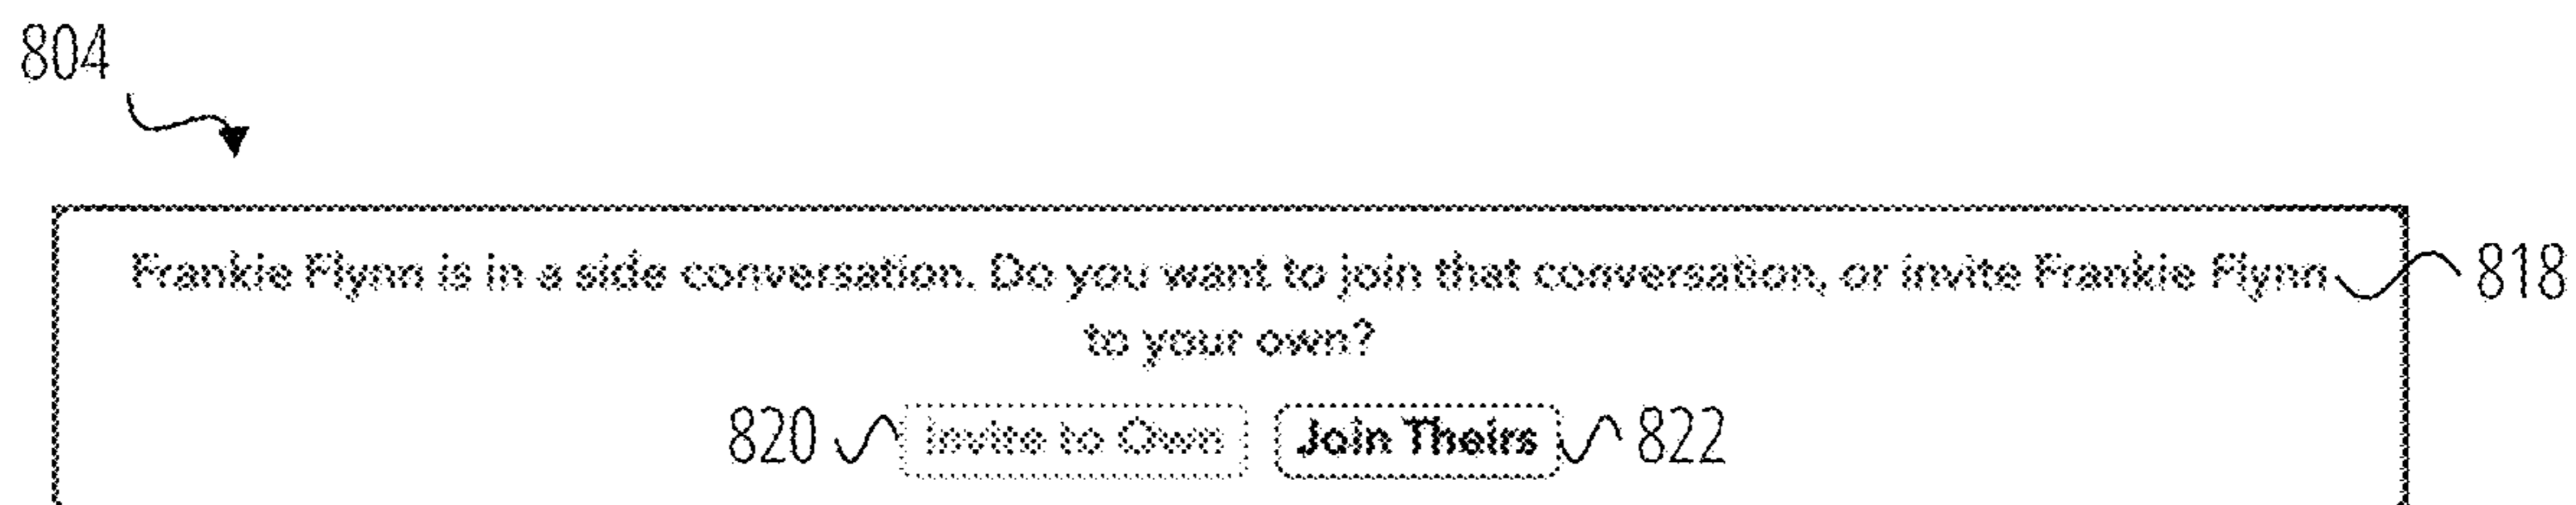 804
Frankie Flynn is in a side conversation. Do you want to join that conversation, or invite Frankie Flynn 818
to your own?
820 Invite to Own Join Theirs 822